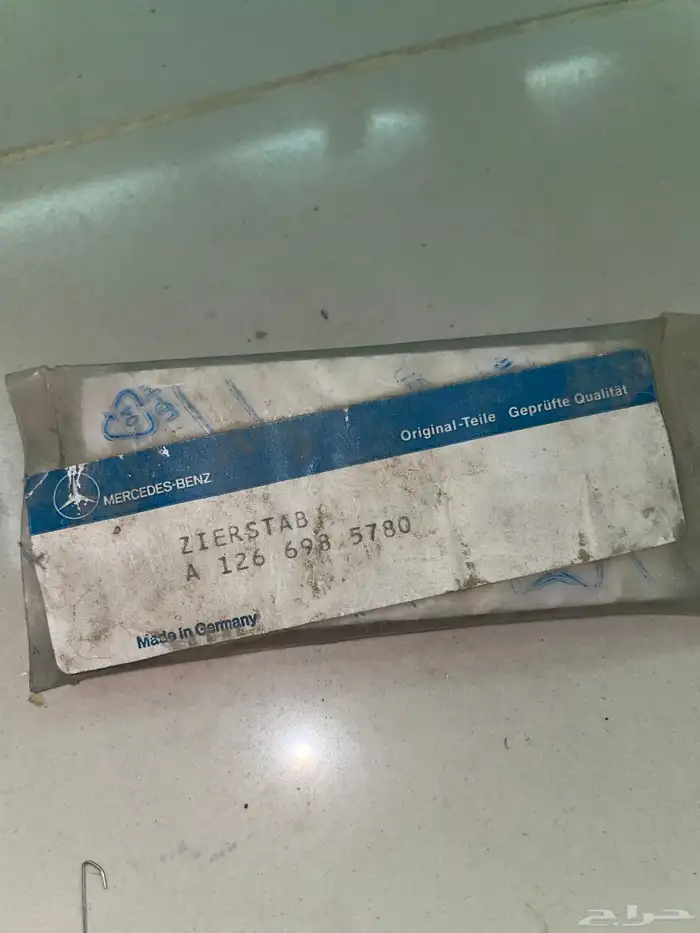 Original-Teile Geprüfte Qualität
MERCEDES-BENZ
ZIERSTAB
A 126 698 5780
Made in Germany
حراج